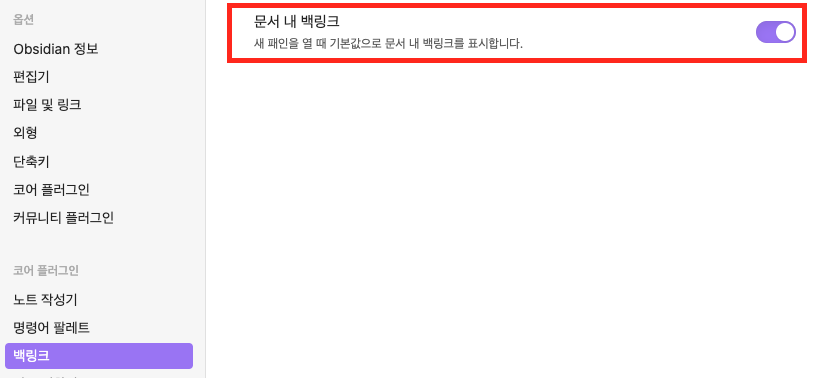 옵션
Obsidian 정보
편집기
파일 및 링크
외형
단축키
코어 플러그인
커뮤니티 플러그인
코어 플러그인
노트 작성기
명령어 팔레트
백링크
문서 내 백링크
새 패인을 열 때 기본값으로 문서 내 백링크를 표시합니다.